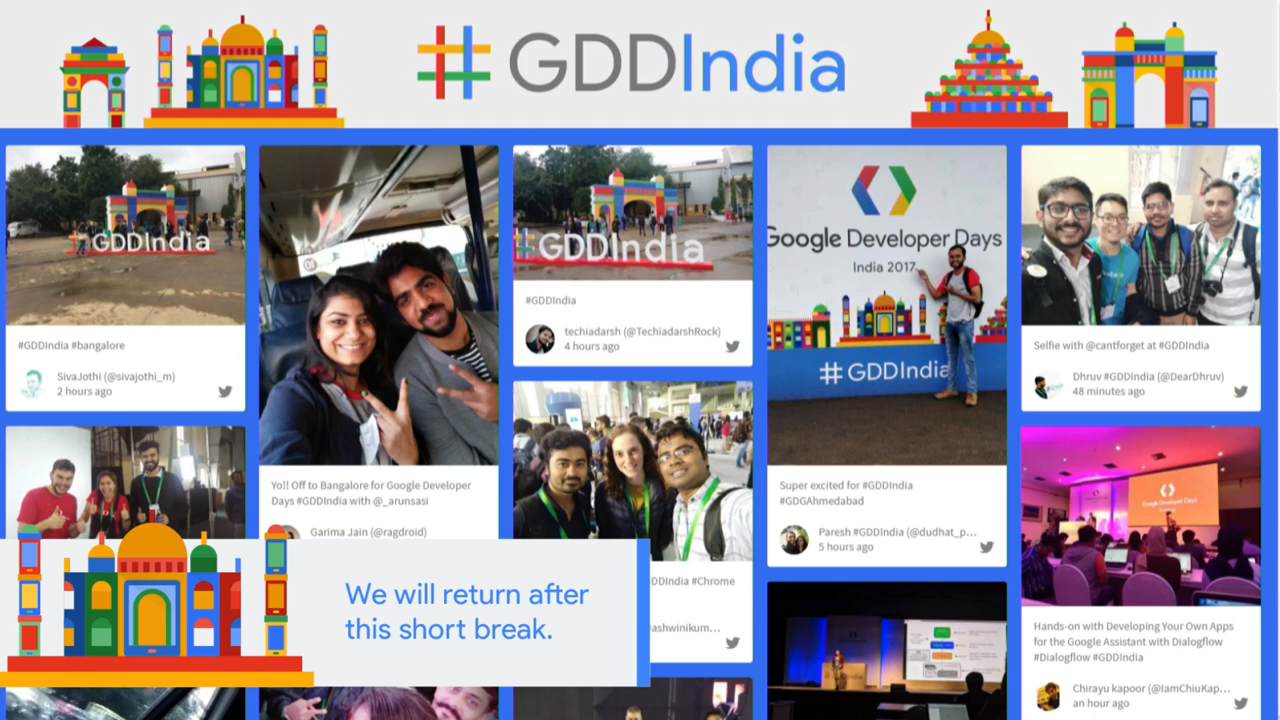 #GDDIndia
#GDDIndia
#GDDIndia #bangalore
SivaJothi (@sivajothi_m)
2 hours ago
Yo!! Off to Bangalore for Google Developer
Days #GDDIndia with @_arunsasi
Garima Jain (@ragdroid)
#GDDIndia
#GDDIndia
techiadarsh (@TechiadarshRock)
4 hours ago
DDIndia #Chrome
ashwinikum...
Google Developer Days
India 2017
#GDDIndia
Super excited for #GDDIndia
#GDGAhmedabad
Paresh #GDDIndia (@dudhat_p...
5 hours ago
Selfie with @cantforget at #GDDIndia
Dhruv #GDDIndia (@DearDhruv)
48 minutes ago
Google Developer Days
Hands-on with Developing Your Own Apps
for the Google Assistant with Dialogflow
#Dialogflow #GDDIndia
Chirayu kapoor (@IamChiuKap...
an hour ago
We will return after
this short break.